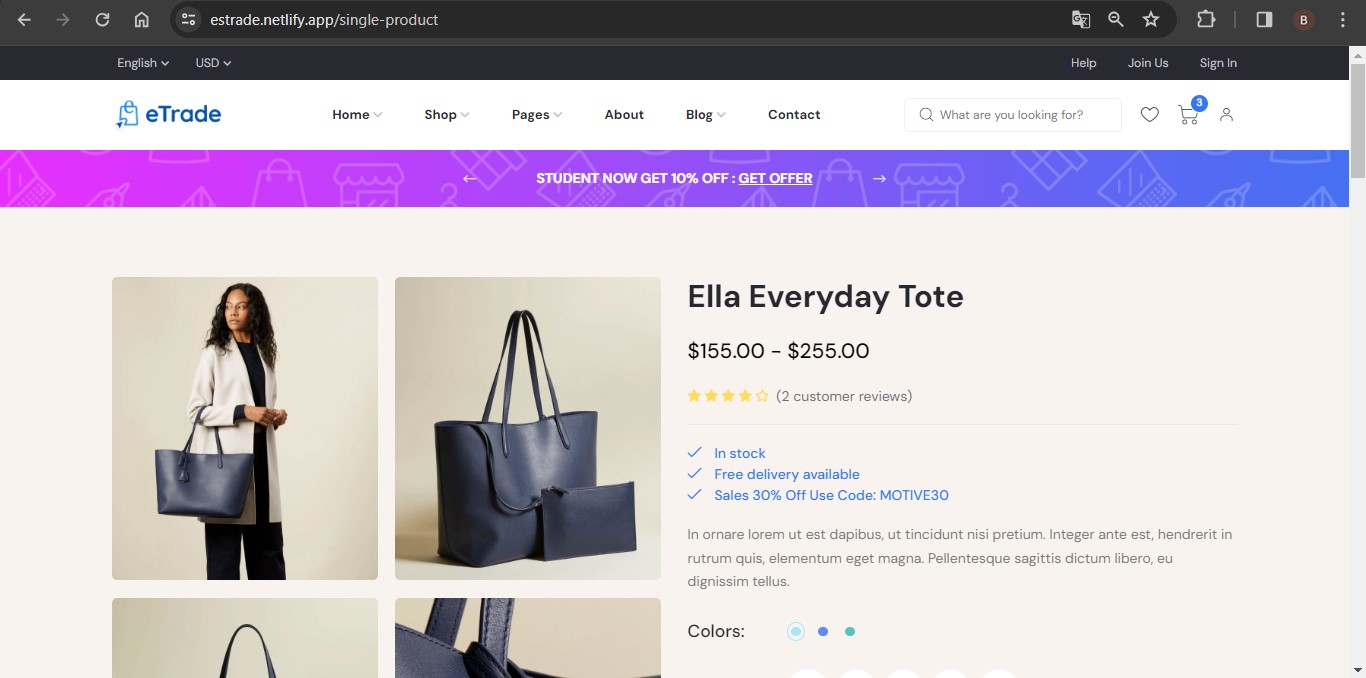 estrade.netlify.app/single-product
B
English
USD
Help
Join Us
Sign In
eTrade
Home
Shop
Pages
About
Blog
Contact
What are you looking for?
3
STUDENT NOW GET 10% OFF : GET OFFER
Ella Everyday Tote
$155.00 - $255.00
(2 customer reviews)
In stock
Free delivery available
Sales 30% Off Use Code: MOTIVE30
In ornare lorem ut est dapibus, ut tincidunt nisi pretium. Integer ante est, hendrerit in
rutrum quis, elementum eget magna. Pellentesque sagittis dictum libero, eu
dignissim tellus.
Colors: